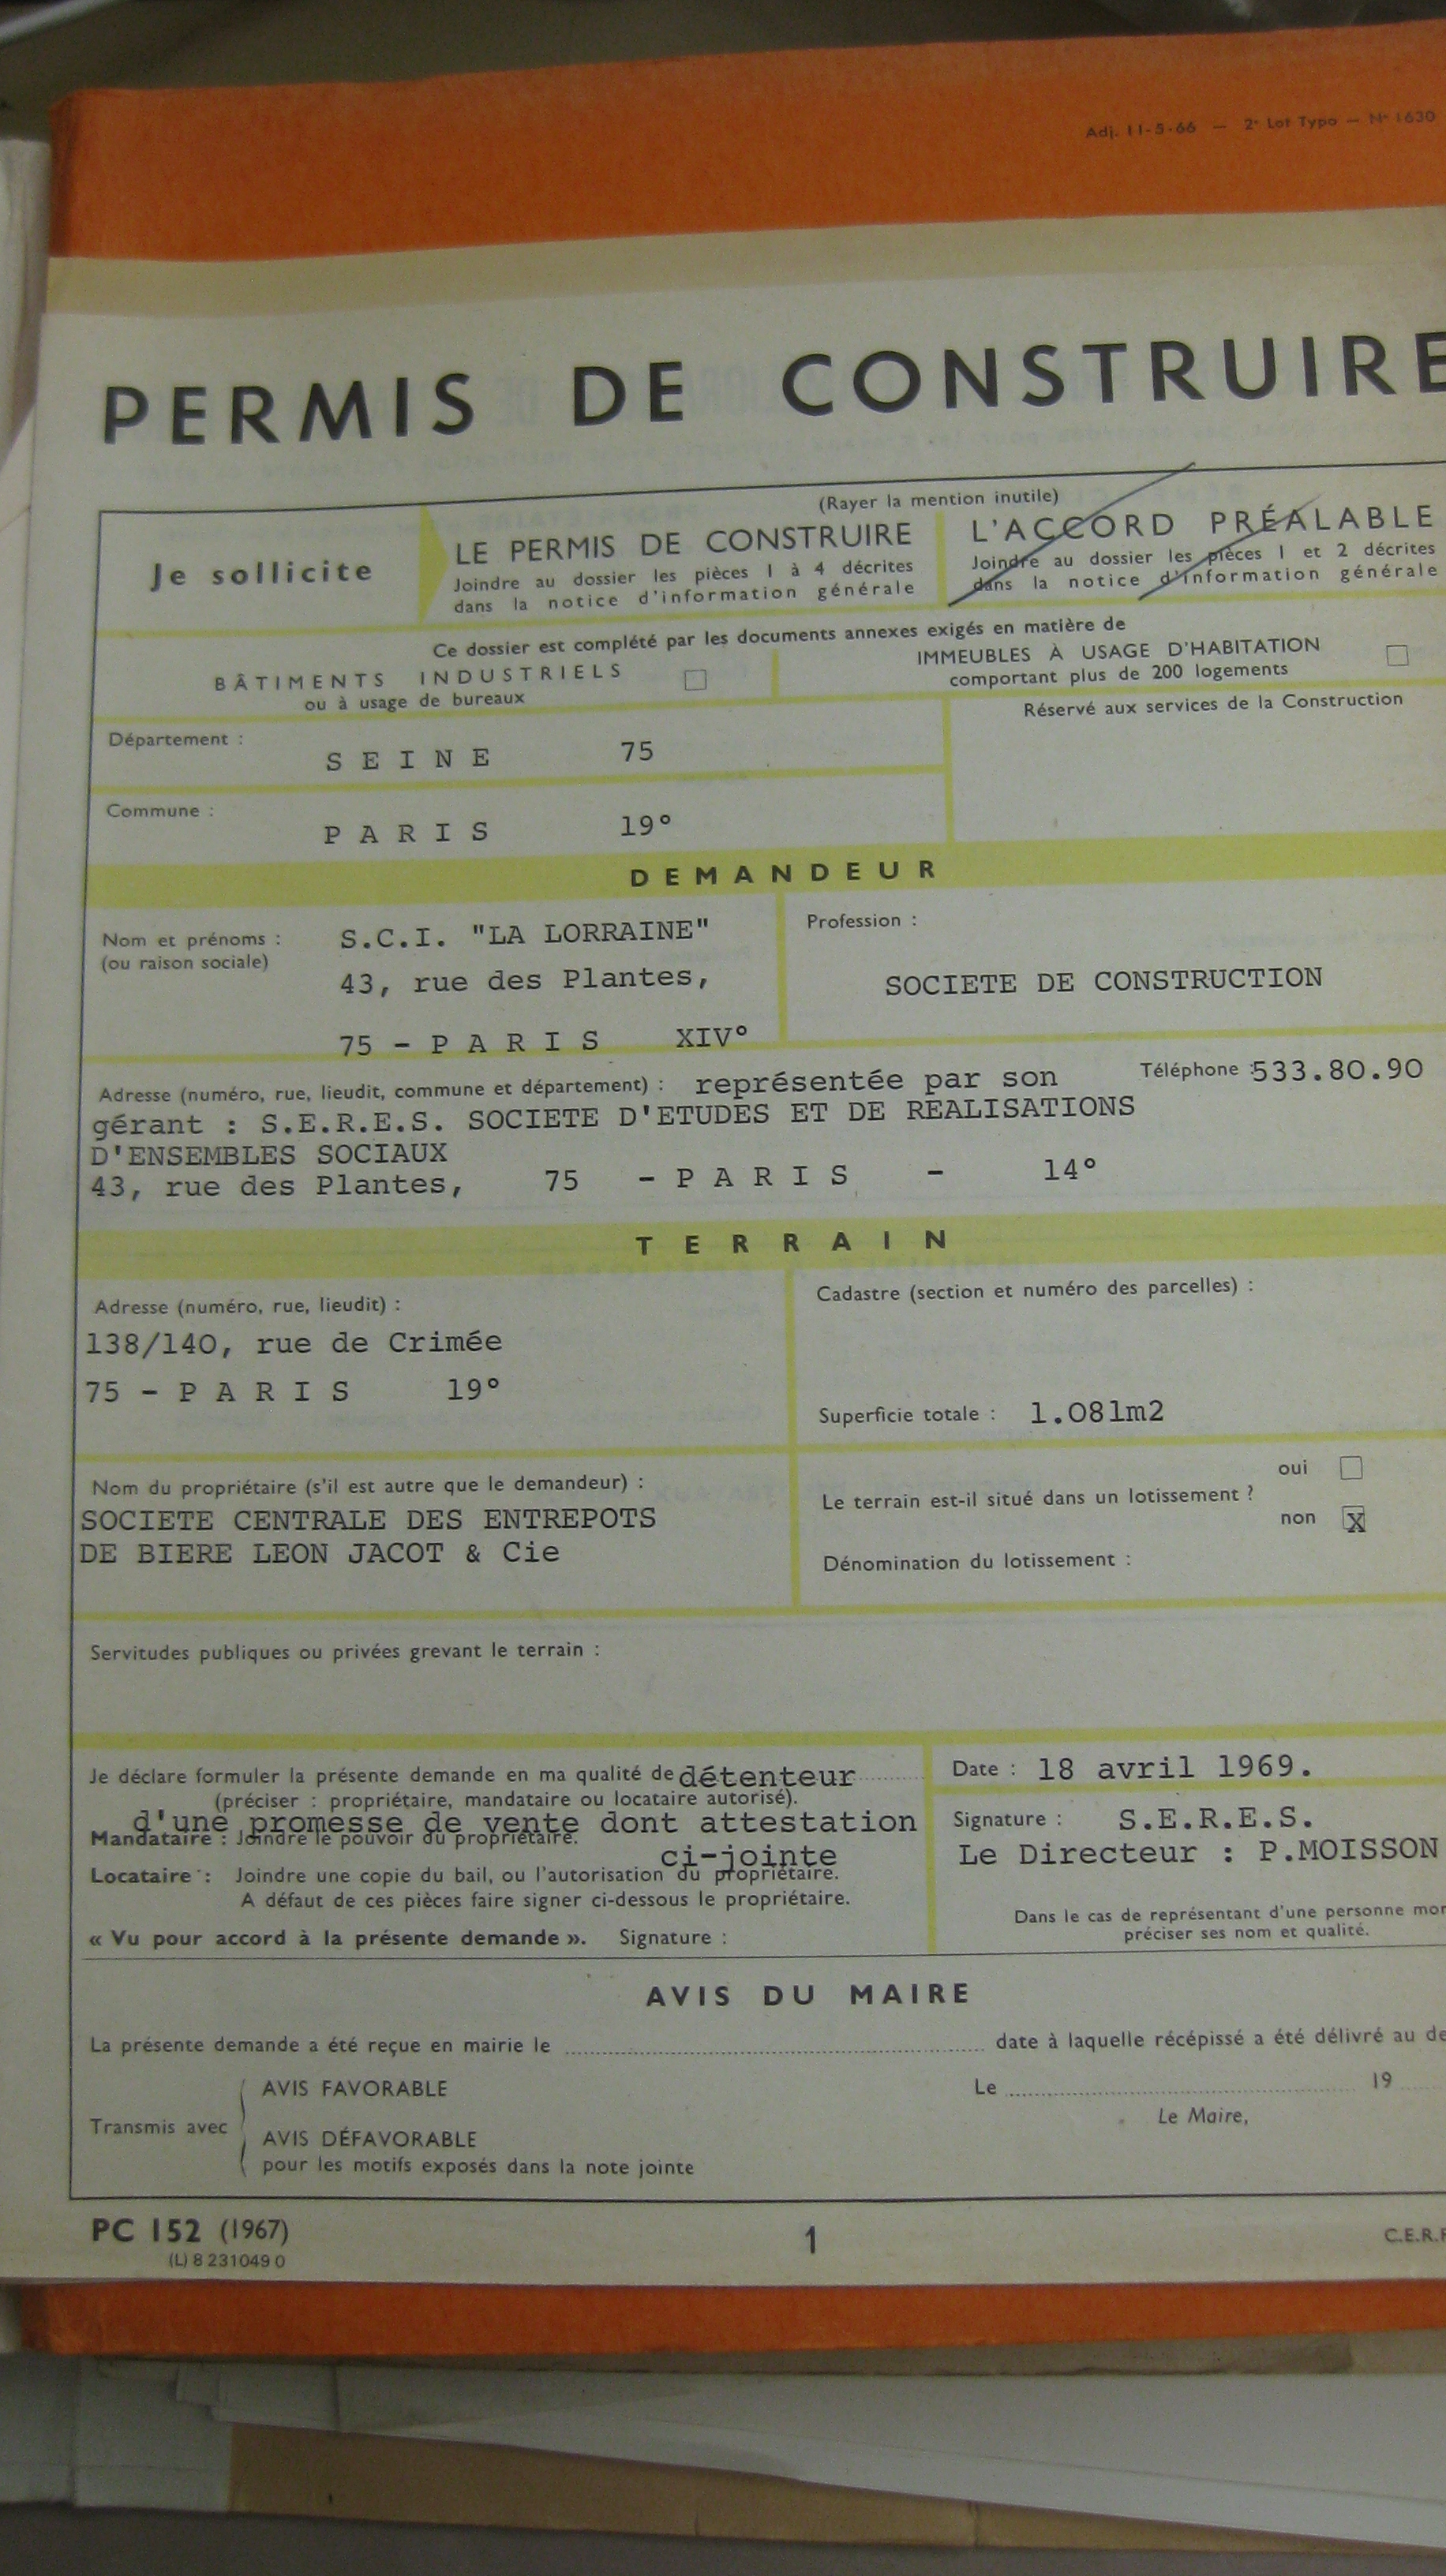 Adj. 11-5-66 — 2e Lot Typo — No 1630
PERMIS DE CONSTRUIRE
(Rayer la mention inutile)
Je sollicite
LE PERMIS DE CONSTRUIRE
Joindre au dossier les pièces 1 à 4 décrites
dans la notice d'information générale
L'ACCORD PRÉALABLE
Joindre au dossier les pièces 1 et 2 décrites
dans la notice d'information générale
Ce dossier est complété par les documents annexes exigés en matière de
BÂTIMENTS INDUSTRIELS
ou à usage de bureaux
IMMEUBLES À USAGE D'HABITATION
comportant plus de 200 logements
Département :
SEINE 75
Réservé aux services de la Construction
Commune :
PARIS 19°
DEMANDEUR
Nom et prénoms :
(ou raison sociale)
S.C.I. "LA LORRAINE"
43, rue des Plantes,
75 - PARIS XIV°
Profession :
SOCIETE DE CONSTRUCTION
Adresse (numéro, rue, lieudit, commune et département) : représentée par son
Téléphone : 533.80.90
gérant : S.E.R.E.S. SOCIETE D'ETUDES ET DE REALISATIONS
D'ENSEMBLES SOCIAUX
43, rue des Plantes, 75 - PARIS - 14°
TERRAIN
Adresse (numéro, rue, lieudit) :
138/140, rue de Crimée
75 - PARIS 19°
Cadastre (section et numéro des parcelles) :
Superficie totale : 1.081m2
Nom du propriétaire (s'il est autre que le demandeur) :
SOCIETE CENTRALE DES ENTREPOTS
DE BIERE LEON JACOT & Cie
Le terrain est-il situé dans un lotissement ?
oui
non X
Dénomination du lotissement :
Servitudes publiques ou privées grevant le terrain :
Je déclare formuler la présente demande en ma qualité de détenteur
(préciser : propriétaire, mandataire ou locataire autorisé).
d'une promesse de vente dont attestation
Mandataire : Joindre le pouvoir du propriétaire.
ci-jointe
Locataire : Joindre une copie du bail, ou l'autorisation du propriétaire.
A défaut de ces pièces faire signer ci-dessous le propriétaire.
« Vu pour accord à la présente demande ». Signature :
Date : 18 avril 1969.
Signature : S.E.R.E.S.
Le Directeur : P.MOISSON
Dans le cas de représentant d'une personne mor
préciser ses nom et qualité.
AVIS DU MAIRE
La présente demande a été reçue en mairie le date à laquelle récépissé a été délivré au de
Transmis avec
AVIS FAVORABLE
AVIS DÉFAVORABLE
pour les motifs exposés dans la note jointe
Le 19
Le Maire,
PC 152 (1967)
(L) 8 231049 0
1
C.E.R.F